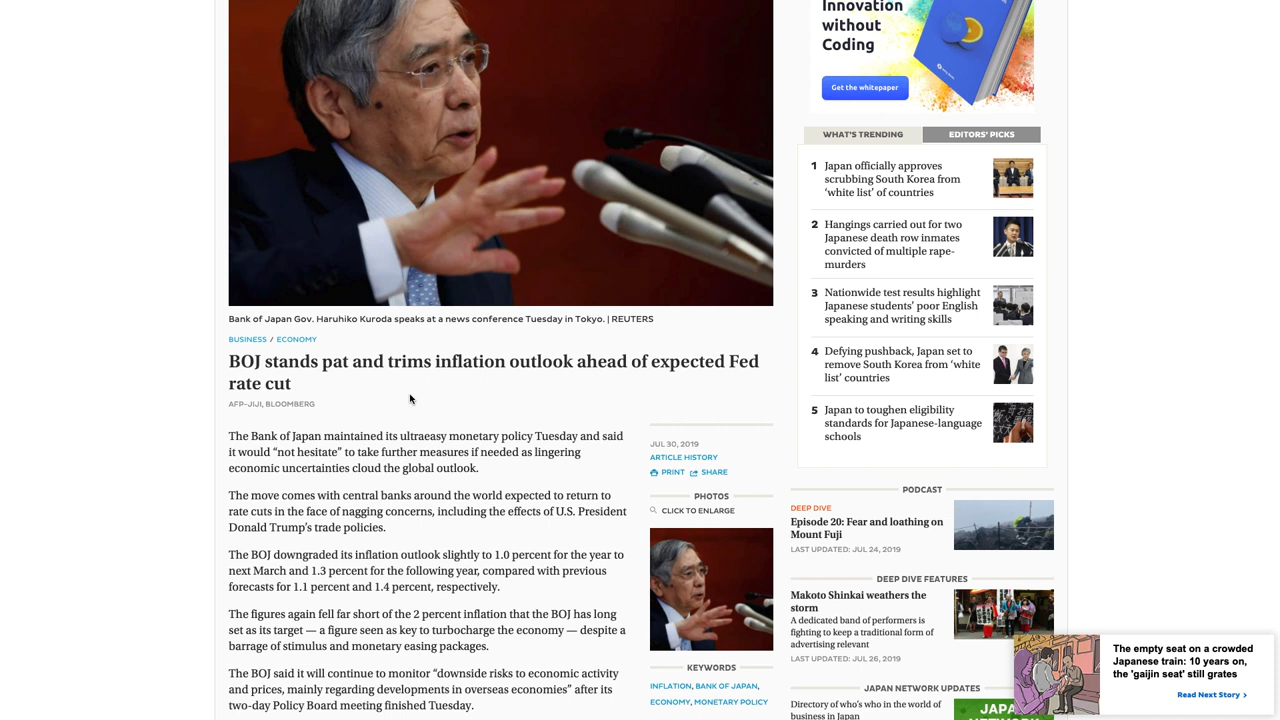 Innovation
without
Coding
Get the whitepaper
WHAT'S TRENDING
EDITORS' PICKS
1 Japan officially approves
scrubbing South Korea from
‘white list’ of countries
2 Hangings carried out for two
Japanese death row inmates
convicted of multiple rape-
murders
3 Nationwide test results highlight
Japanese students’ poor English
speaking and writing skills
4 Defying pushback, Japan set to
remove South Korea from ‘white
list’ countries
5 Japan to toughen eligibility
standards for Japanese-language
schools
Bank of Japan Gov. Haruhiko Kuroda speaks at a news conference Tuesday in Tokyo. | REUTERS
BUSINESS / ECONOMY
BOJ stands pat and trims inflation outlook ahead of expected Fed
rate cut
AFP-JIJI, BLOOMBERG
The Bank of Japan maintained its ultraeasy monetary policy Tuesday and said
it would “not hesitate” to take further measures if needed as lingering
economic uncertainties cloud the global outlook.
The move comes with central banks around the world expected to return to
rate cuts in the face of nagging concerns, including the effects of U.S. President
Donald Trump’s trade policies.
The BOJ downgraded its inflation outlook slightly to 1.0 percent for the year to
next March and 1.3 percent for the following year, compared with previous
forecasts for 1.1 percent and 1.4 percent, respectively.
The figures again fell far short of the 2 percent inflation that the BOJ has long
set as its target — a figure seen as key to turbocharge the economy — despite a
barrage of stimulus and monetary easing packages.
The BOJ said it will continue to monitor “downside risks to economic activity
and prices, mainly regarding developments in overseas economies” after its
two-day Policy Board meeting finished Tuesday.
JUL 30, 2019
ARTICLE HISTORY
PRINT SHARE
PHOTOS
CLICK TO ENLARGE
KEYWORDS
INFLATION, BANK OF JAPAN,
ECONOMY, MONETARY POLICY
PODCAST
DEEP DIVE
Episode 20: Fear and loathing on
Mount Fuji
LAST UPDATED: JUL 24, 2019
DEEP DIVE FEATURES
Makoto Shinkai weathers the
storm
A dedicated band of performers is
fighting to keep a traditional form of
advertising relevant
LAST UPDATED: JUL 26, 2019
JAPAN NETWORK UPDATES
Directory of who’s who in the world of
business in Japan
JAPA
The empty seat on a crowded
Japanese train: 10 years on,
the 'gaijin seat' still grates
Read Next Story >